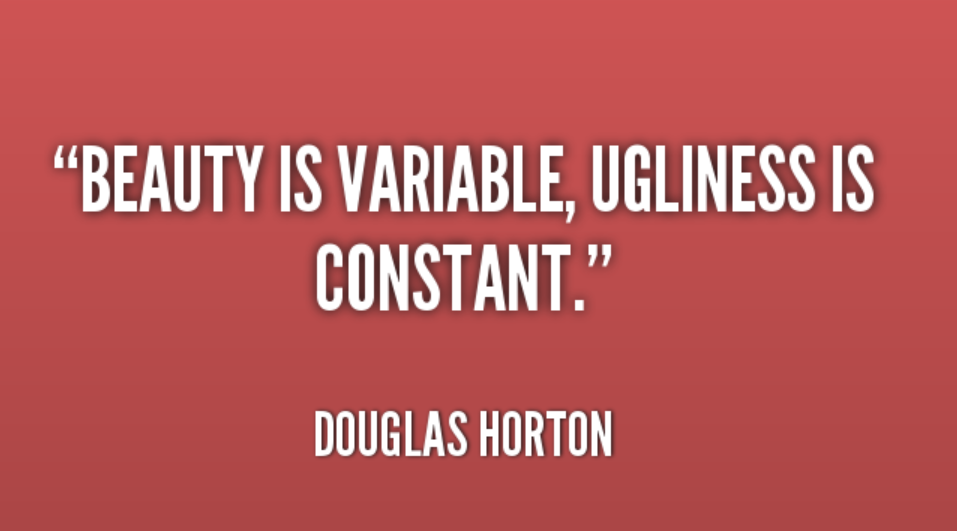 “BEAUTY IS VARIABLE, UGLINESS IS
CONSTANT.”
DOUGLAS HORTON